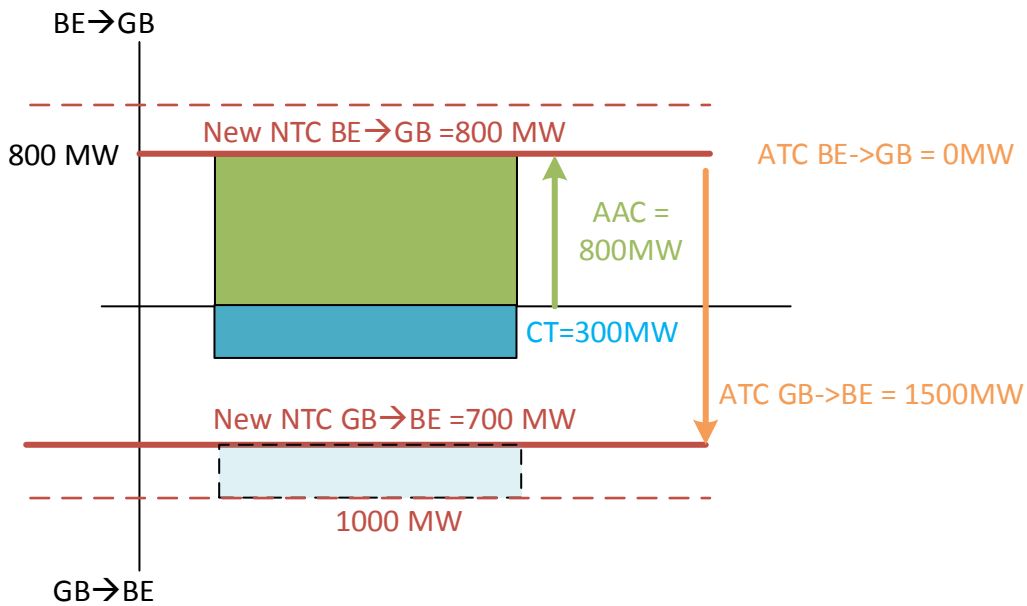 BE→GB
New NTC BE→GB =800 MW
800 MW
ATC BE->GB = 0MW
AAC =
800MW
CT=300MW
ATC GB->BE = 1500MW
New NTC GB→BE =700 MW
1000 MW
GB→BE